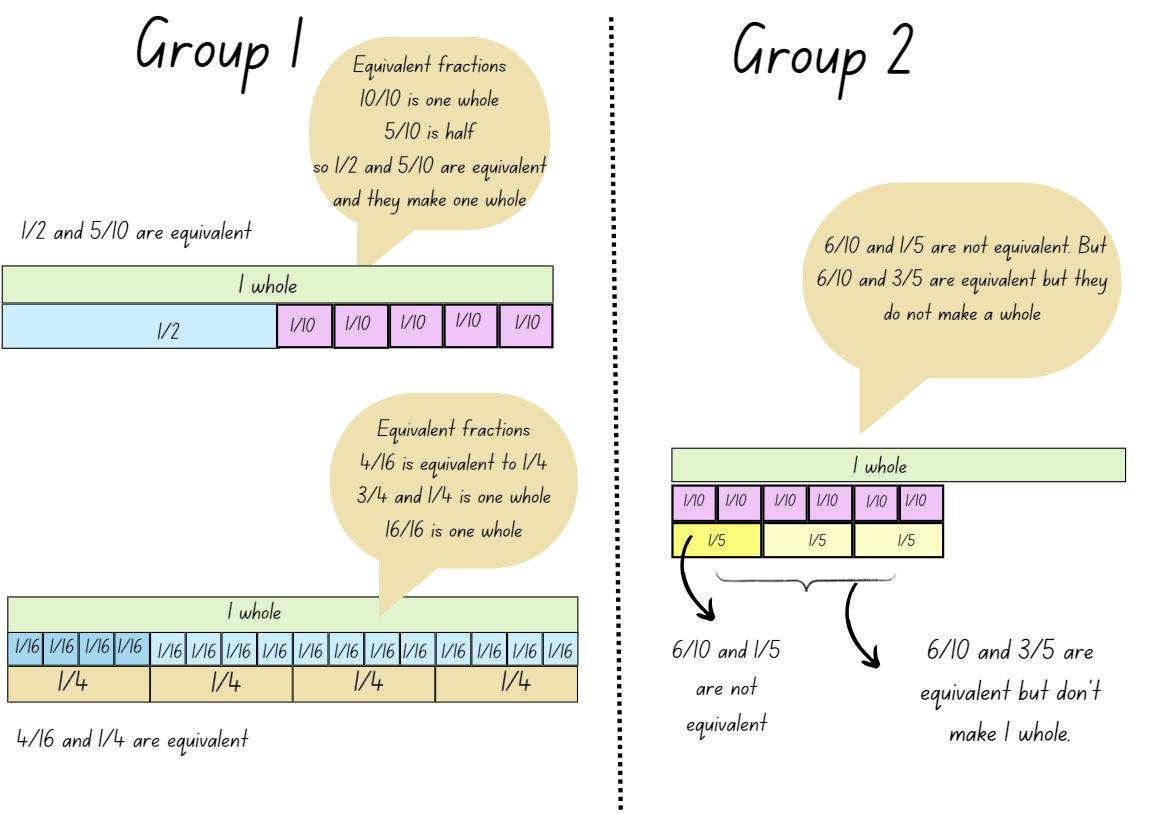 Group 1
Equivalent fractions
10/10 is one whole
5/10 is half
so 1/2 and 5/10 are equivalent
and they make one whole
1/2 and 5/10 are equivalent
1 whole
1/2 1/10 1/10 1/10 1/10 1/10
Equivalent fractions
4/16 is equivalent to 1/4
3/4 and 1/4 is one whole
16/16 is one whole
1 whole
1/16 1/16 1/16 1/16 1/16 1/16 1/16 1/16 1/16 1/16 1/16 1/16 1/16 1/16 1/16 1/16
1/4 1/4 1/4 1/4
4/16 and 1/4 are equivalent
Group 2
6/10 and 1/5 are not equivalent. But
6/10 and 3/5 are equivalent but they
do not make a whole
1 whole
1/10 1/10 1/10 1/10 1/10 1/10
1/5 1/5 1/5
6/10 and 1/5
are not
equivalent
6/10 and 3/5 are
equivalent but don't
make 1 whole.